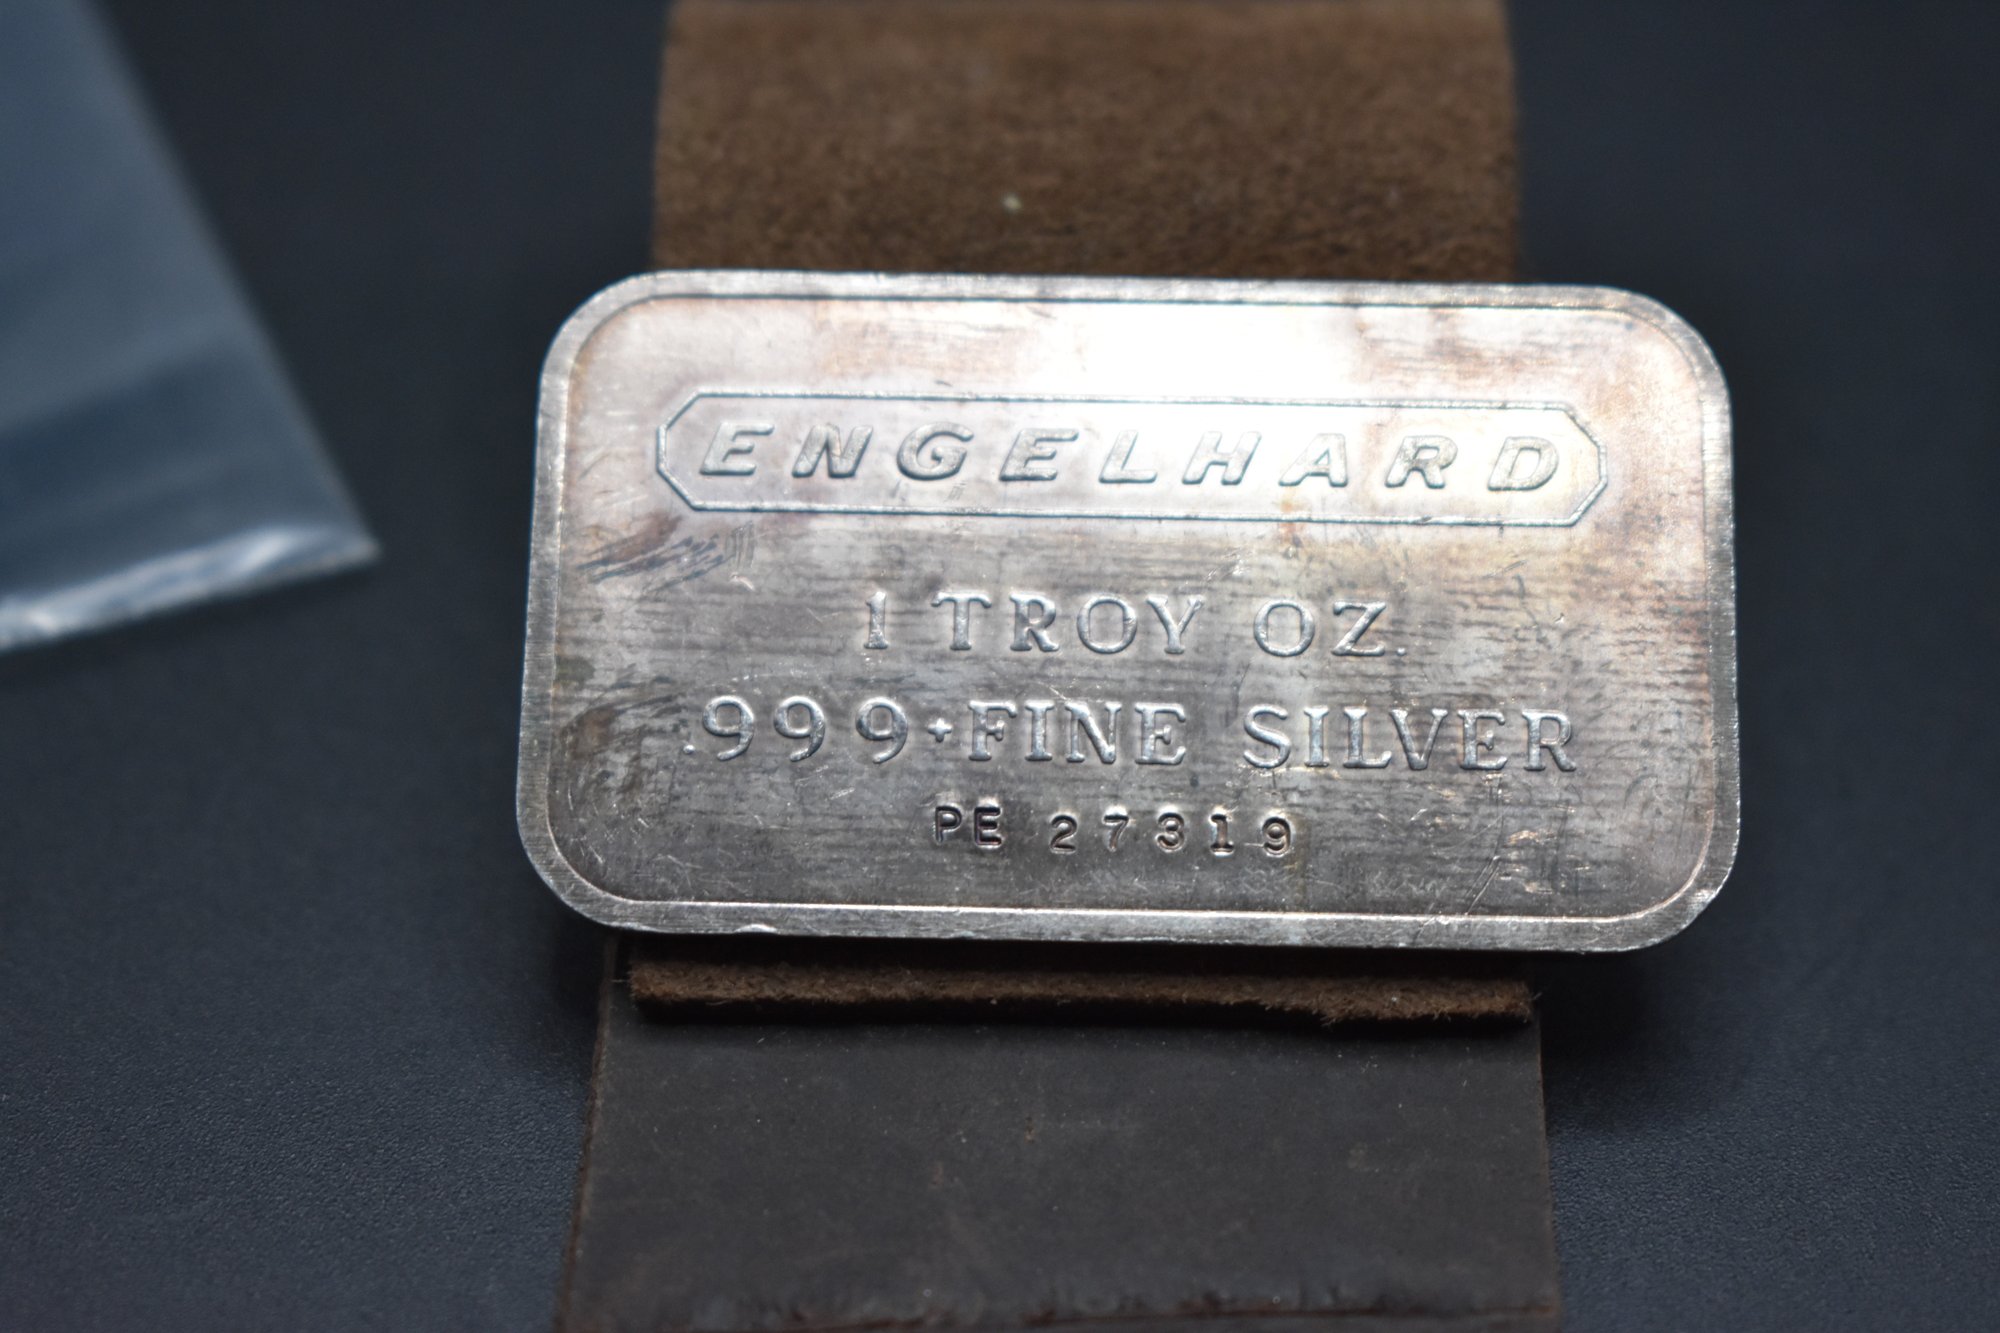 ENGELHARD
1 TROY OZ.
.999+FINE SILVER
PE 27319